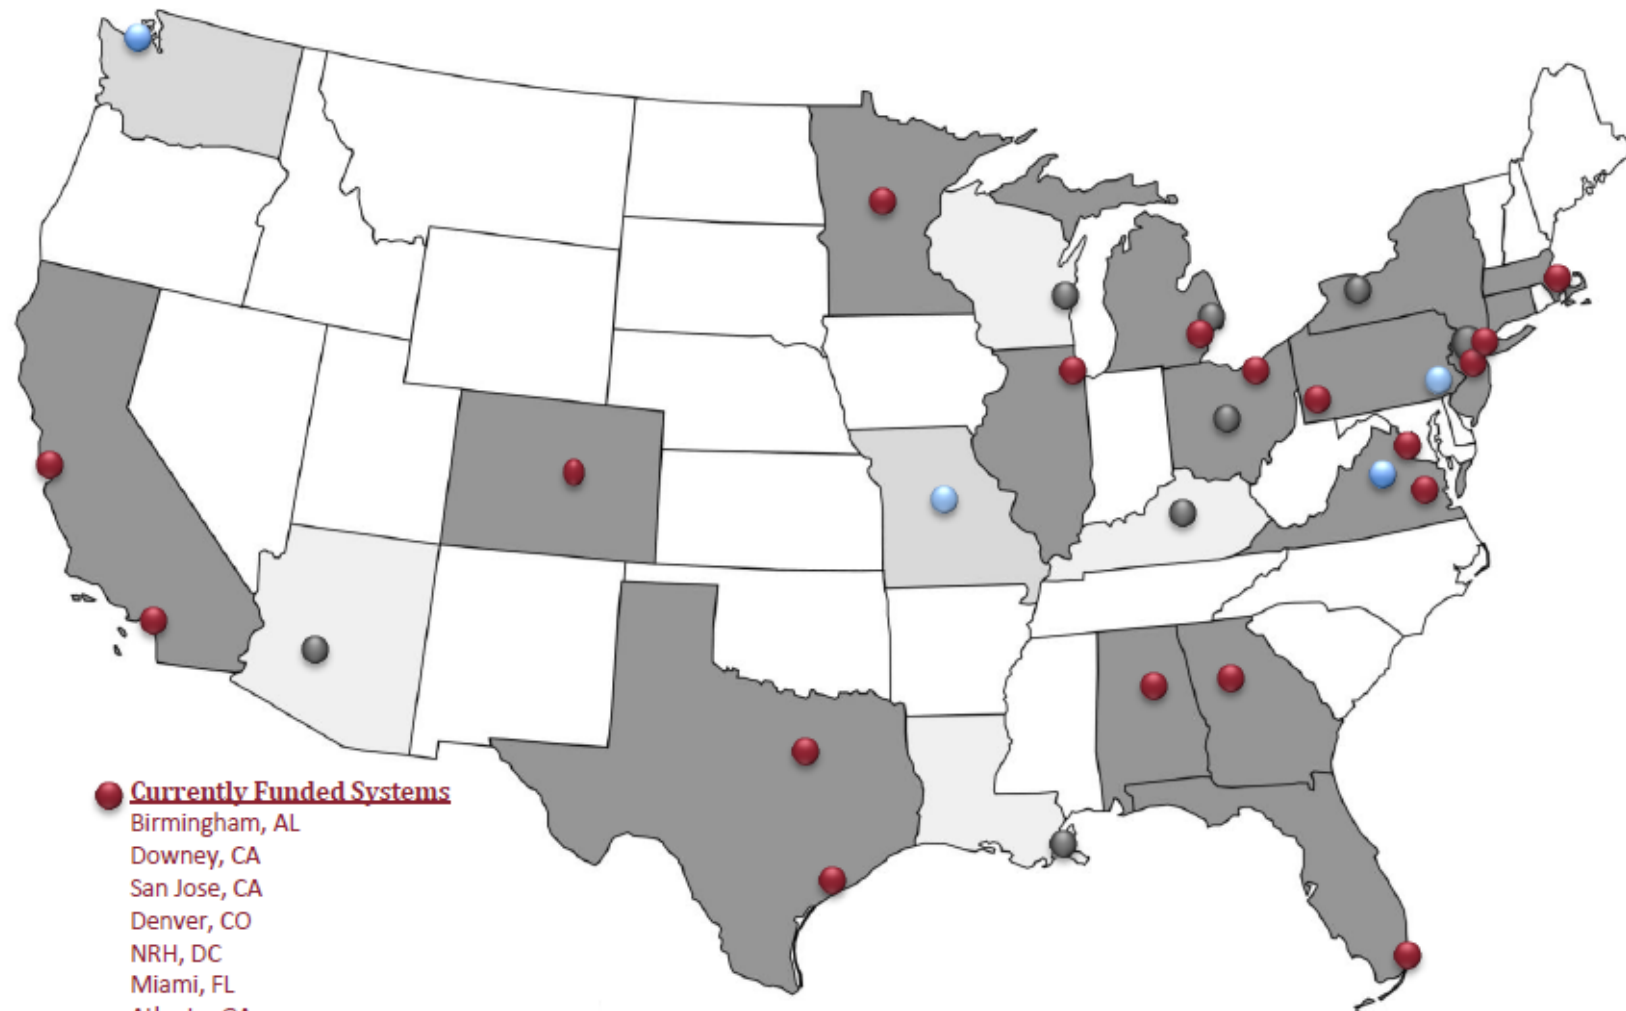 Currently Funded Systems
Birmingham, AL
Downey, CA
San Jose, CA
Denver, CO
NRH, DC
Miami, FL